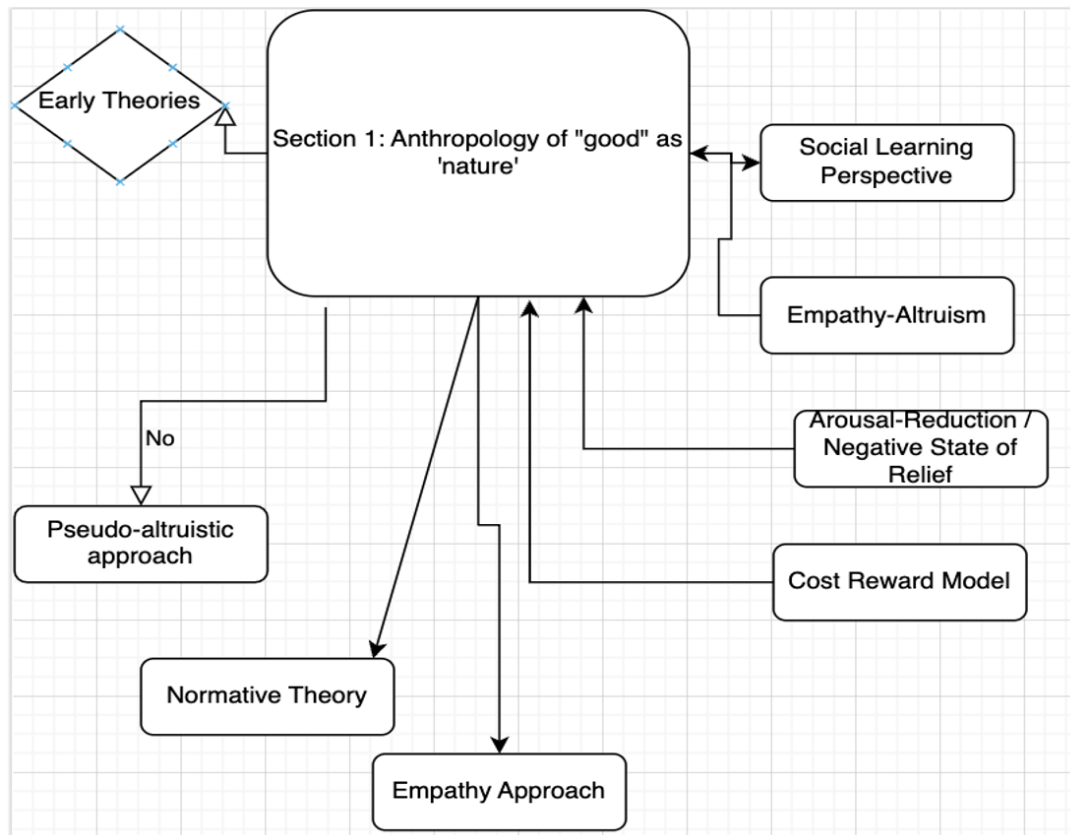 Early Theories
Section 1: Anthropology of "good" as
'nature'
Social Learning
Perspective
Empathy-Altruism
Arousal-Reduction /
Negative State of
Relief
No
Pseudo-altruistic
approach
Cost Reward Model
Normative Theory
Empathy Approach